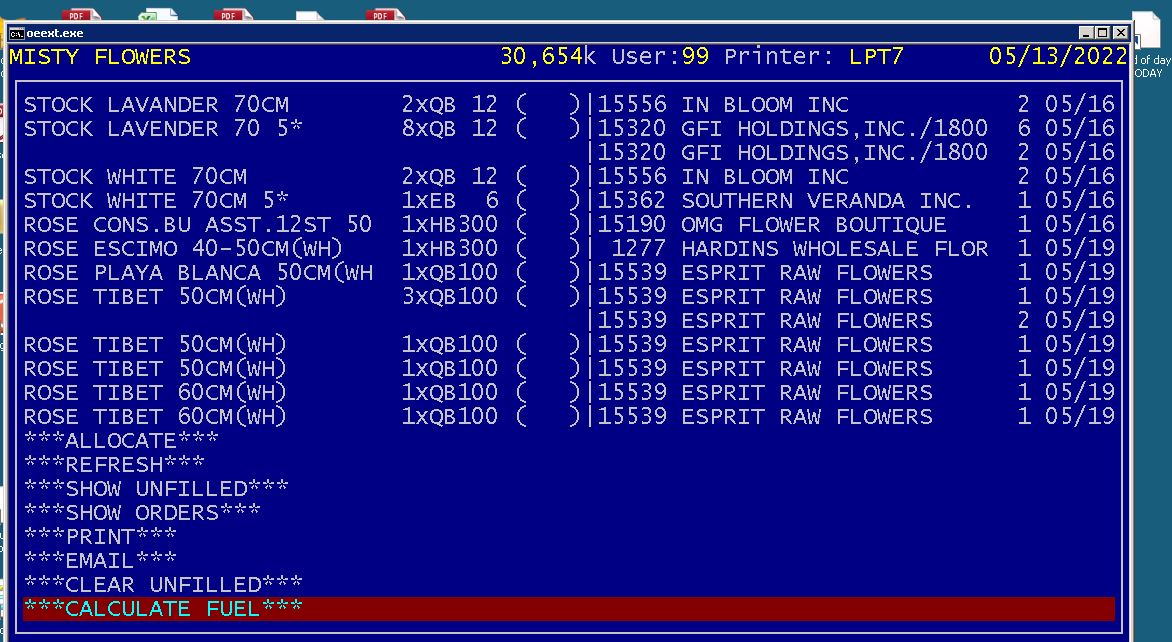 PDF PDF PDF
oeext.exe
MISTY FLOWERS 30,654k User:99 Printer: LPT7 05/13/2022
d of day
ODAY
STOCK LAVANDER 70CM 2xQB 12 ( )|15556 IN BLOOM INC 2 05/16
STOCK LAVENDER 70 5* 8xQB 12 ( )|15320 GFI HOLDINGS,INC./1800 6 05/16
|15320 GFI HOLDINGS,INC./1800 2 05/16
STOCK WHITE 70CM 2xQB 12 ( )|15556 IN BLOOM INC 2 05/16
STOCK WHITE 70CM 5* 1xEB 6 ( )|15362 SOUTHERN VERANDA INC. 1 05/16
ROSE CONS.BU ASST.12ST 50 1xHB300 ( )|15190 OMG FLOWER BOUTIQUE 1 05/16
ROSE ESCIMO 40-50CM(WH) 1xHB300 ( )| 1277 HARDINS WHOLESALE FLOR 1 05/19
ROSE PLAYA BLANCA 50CM(WH 1xQB100 ( )|15539 ESPRIT RAW FLOWERS 1 05/19
ROSE TIBET 50CM(WH) 3xQB100 ( )|15539 ESPRIT RAW FLOWERS 1 05/19
|15539 ESPRIT RAW FLOWERS 2 05/19
ROSE TIBET 50CM(WH) 1xQB100 ( )|15539 ESPRIT RAW FLOWERS 1 05/19
ROSE TIBET 50CM(WH) 1xQB100 ( )|15539 ESPRIT RAW FLOWERS 1 05/19
ROSE TIBET 60CM(WH) 1xQB100 ( )|15539 ESPRIT RAW FLOWERS 1 05/19
ROSE TIBET 60CM(WH) 1xQB100 ( )|15539 ESPRIT RAW FLOWERS 1 05/19
***ALLOCATE***
***REFRESH***
***SHOW UNFILLED***
***SHOW ORDERS***
***PRINT***
***EMAIL***
***CLEAR UNFILLED***
***CALCULATE FUEL***